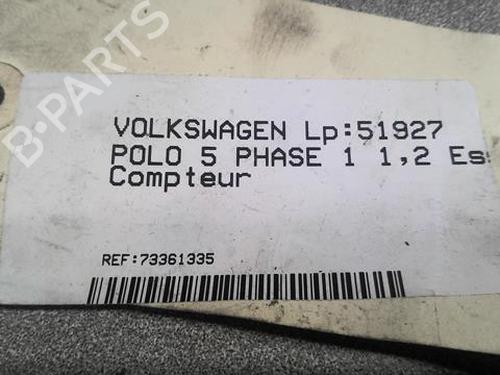 B-PARTS
VOLKSWAGEN Lp:51927
POLO 5 PHASE 1 1,2 Es
Compteur
REF:73361335